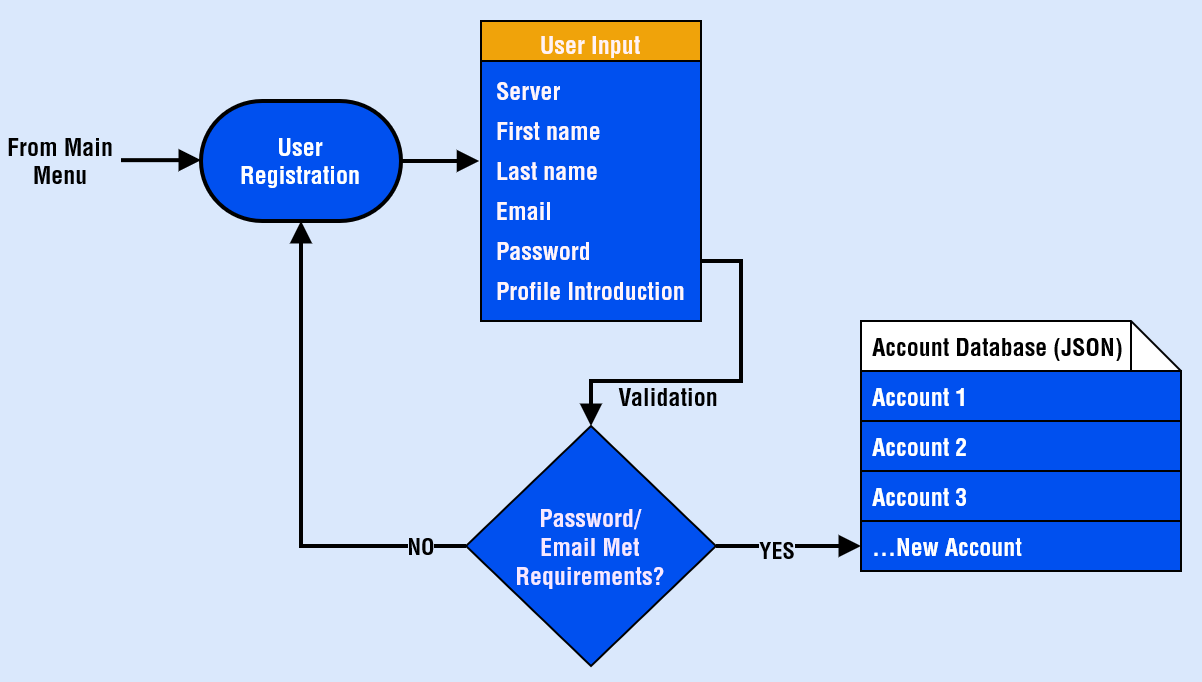 From Main
Menu
User
Registration
User Input
Server
First name
Last name
Email
Password
Profile Introduction
Validation
Password/
Email Met
Requirements?
NO
YES
Account Database (JSON)
Account 1
Account 2
Account 3
...New Account